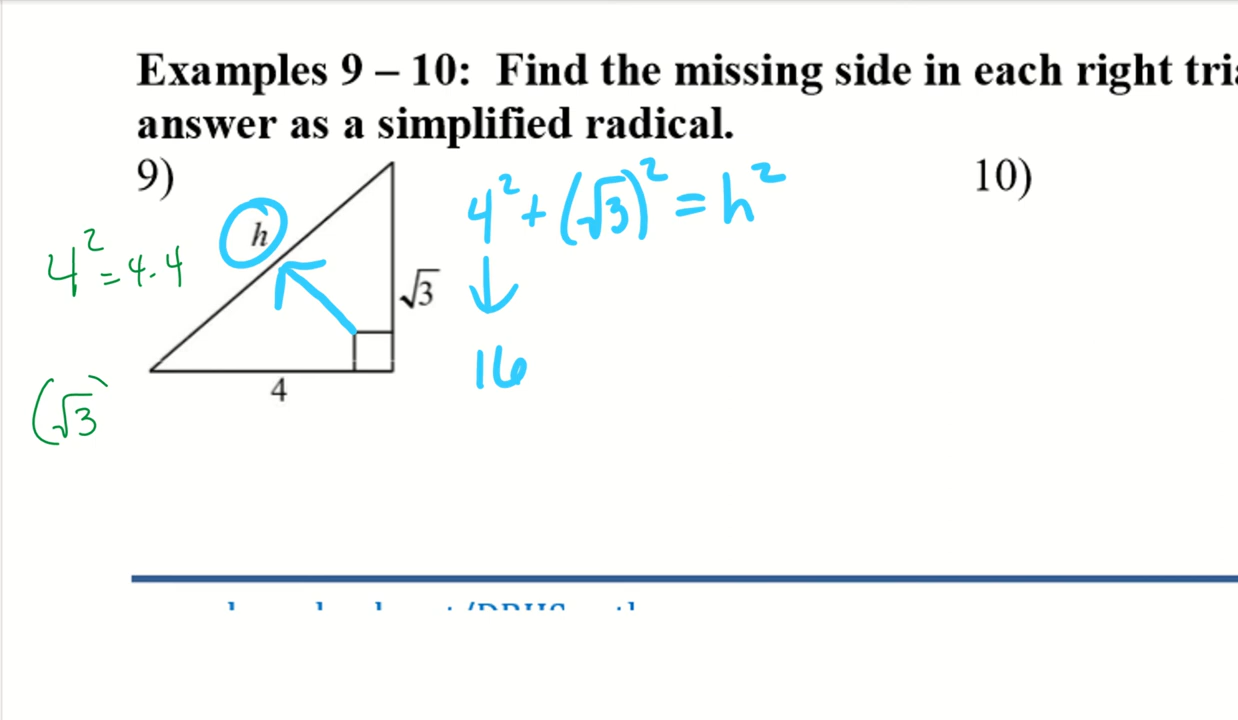 Examples 9 – 10: Find the missing side in each right
answer as a simplified radical.
9)
10)
4² + (√3)² = h²
h
4² = 4·4
√3
↓
16
4
(√3)